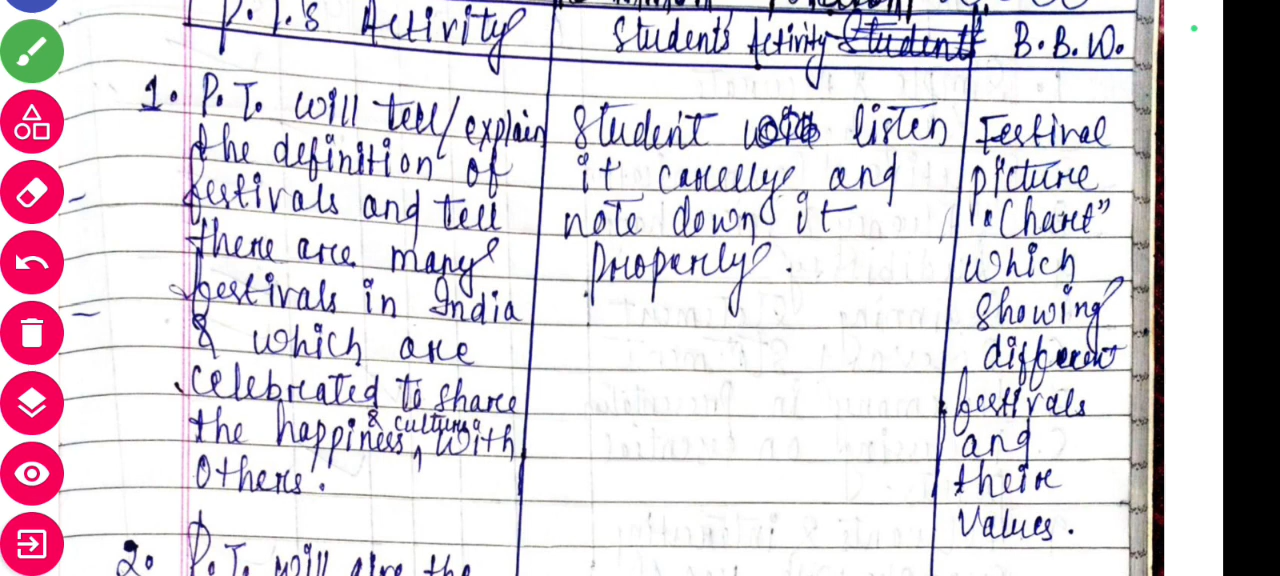 P.T.'s Activity
Students Activity Students B.B.W.
1. P.T. will tell/explain
the definition of
festivals and tell
there are many
festivals in India
& which are
celebrated to share
the happiness & culture with
others.
Student listen
it carelly and
note down it
properly.
Festival
picture
"Chart"
which
showing
different
festivals
and
their
values.
2. P.T. will give the